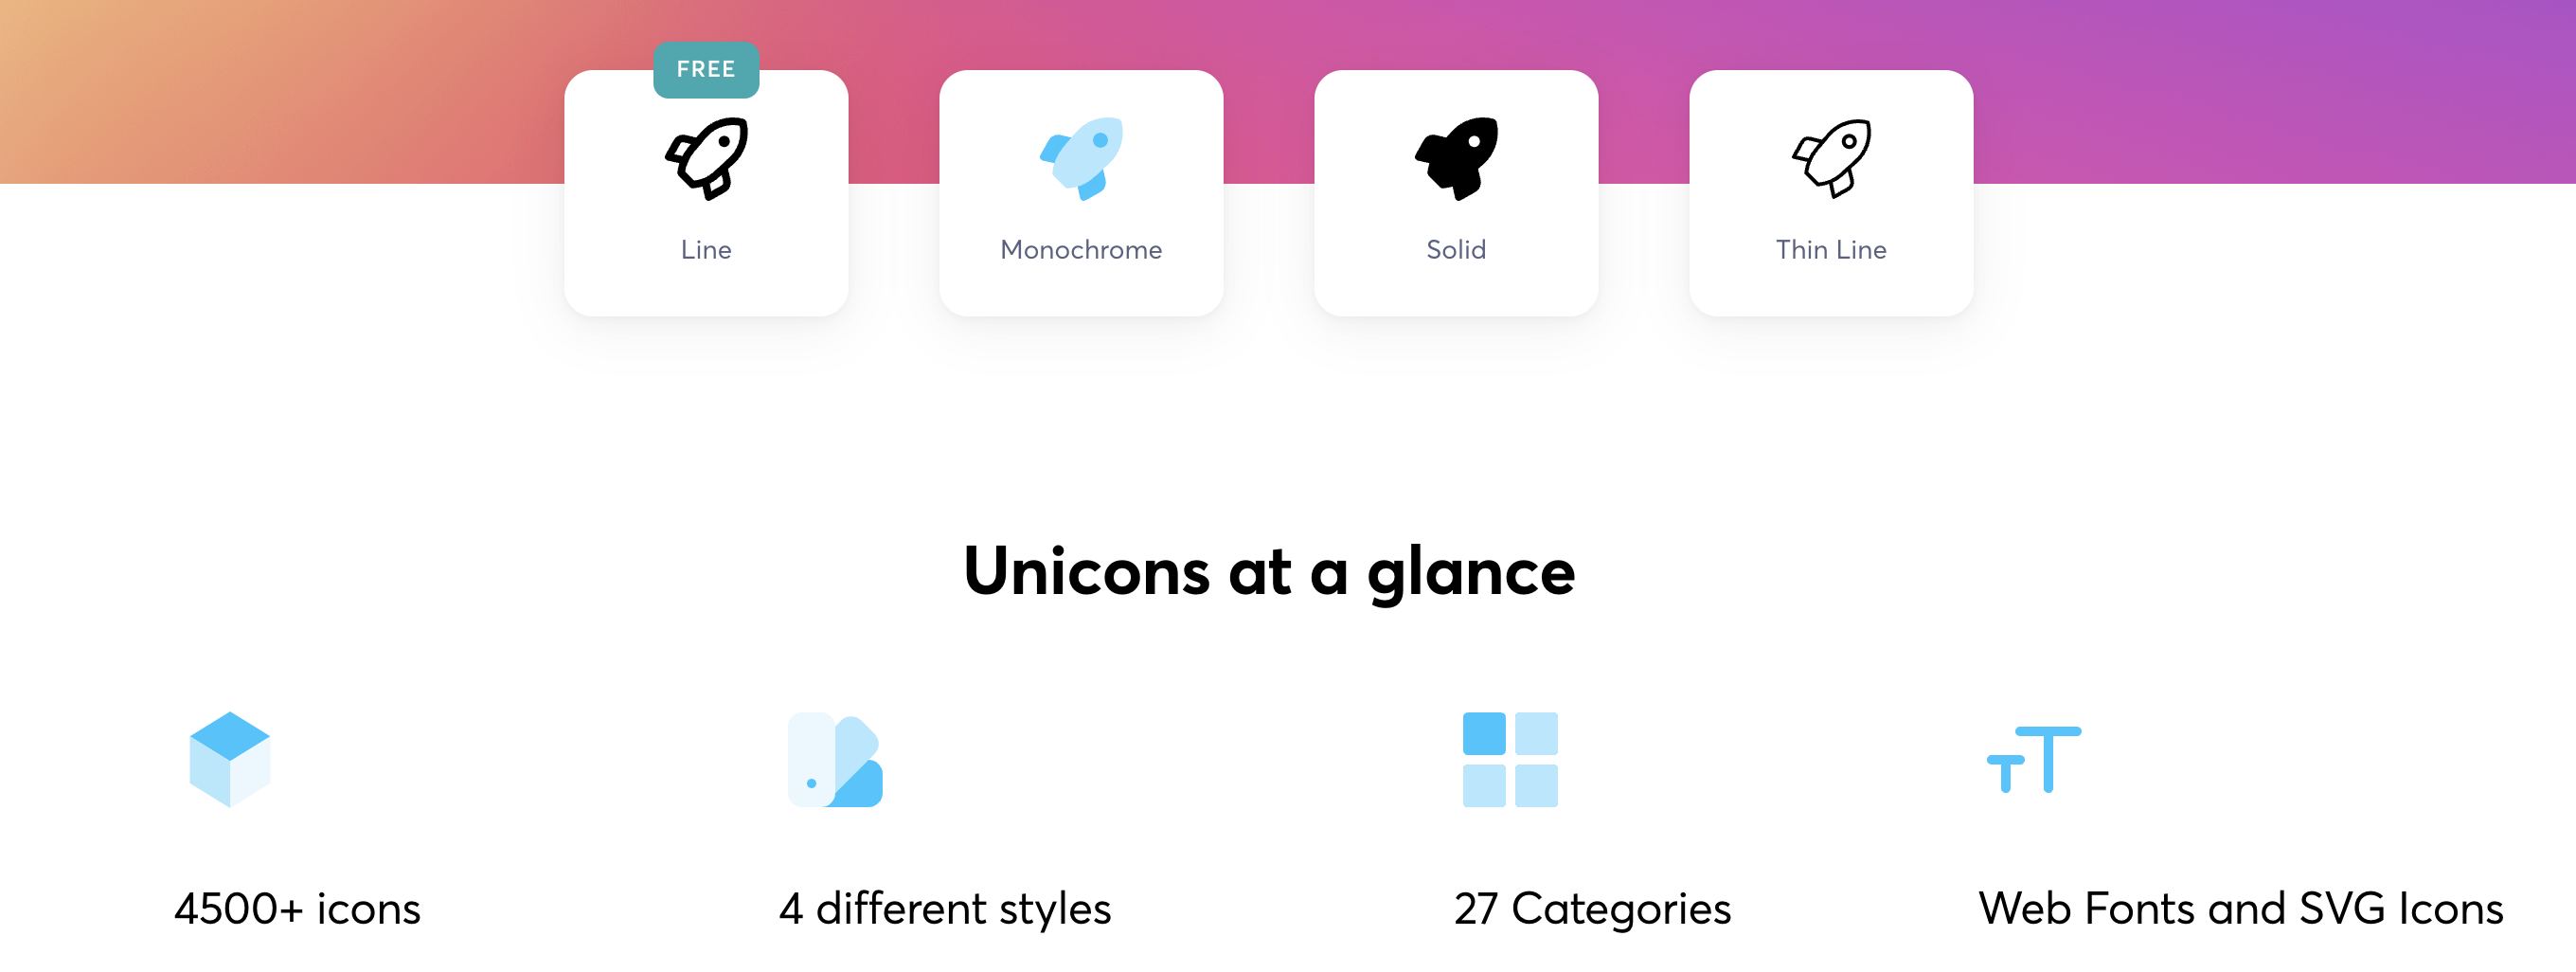 FREE
Line
Monochrome
Solid
Thin Line
Unicons at a glance
4500+ icons
4 different styles
27 Categories
Web Fonts and SVG Icons